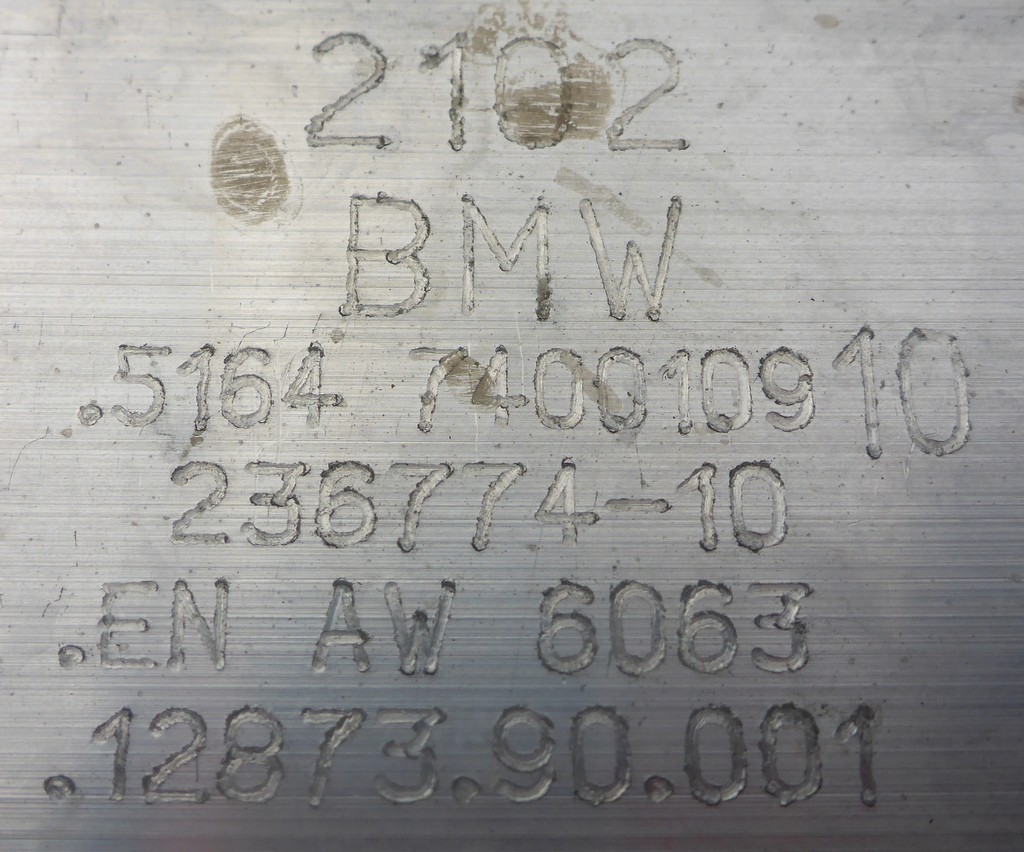 2102
BMW
.5164 7400109 10
236774-10
.EN AW 6063
.12873.90.001